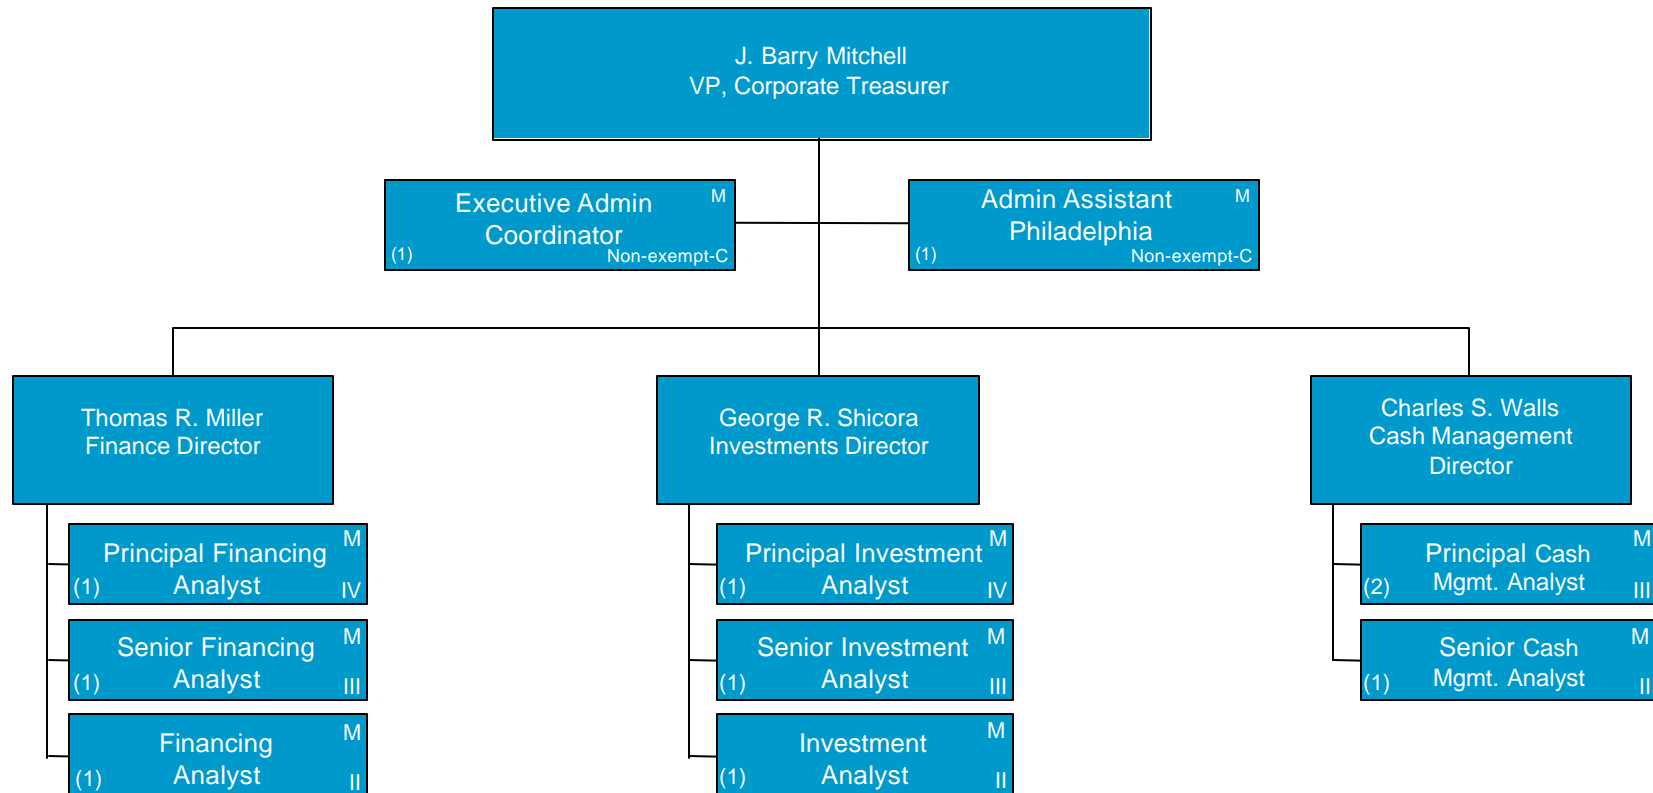 J. Barry Mitchell
VP, Corporate Treasurer
Executive Admin M
Coordinator
(1) Non-exempt-C
Admin Assistant M
Philadelphia
(1) Non-exempt-C
Thomas R. Miller
Finance Director
George R. Shicora
Investments Director
Charles S. Walls
Cash Management
Director
Principal Financing M
Analyst
(1) IV
Senior Financing M
Analyst
(1) III
Financing M
Analyst
(1) II
Principal Investment M
Analyst
(1) IV
Senior Investment M
Analyst
(1) III
Investment M
Analyst
(1) II
Principal Cash M
Mgmt. Analyst
(2) III
Senior Cash M
Mgmt. Analyst
(1) II